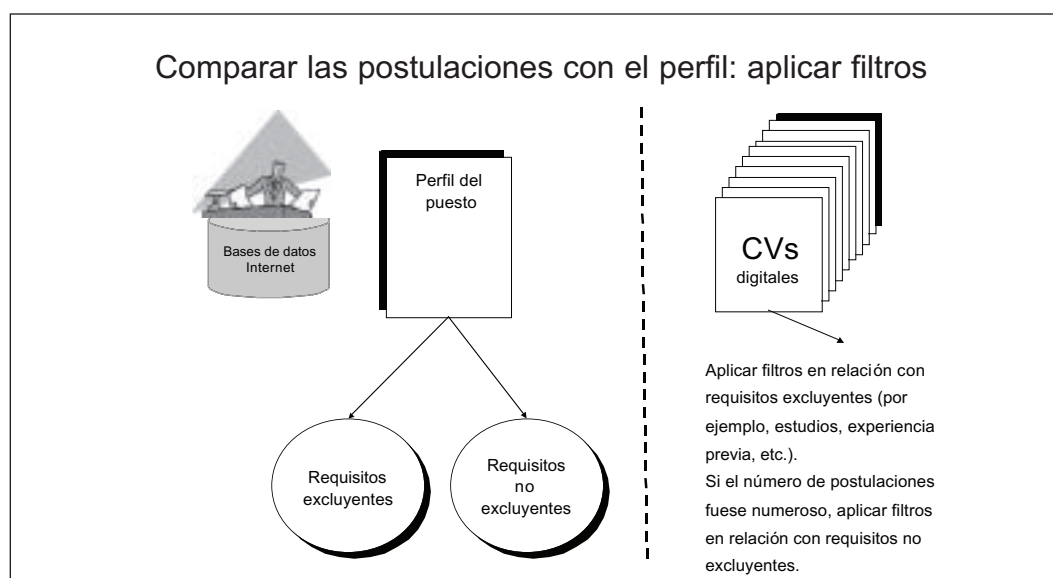 Comparar las postulaciones con el perfil: aplicar filtros
Bases de datos
Internet
Perfil del
puesto
Requisitos
excluyentes
Requisitos
no
excluyentes
CVs
digitales
Aplicar filtros en relación con
requisitos excluyentes (por
ejemplo, estudios, experiencia
previa, etc.).
Si el número de postulaciones
fuese numeroso, aplicar filtros
en relación con requisitos no
excluyentes.